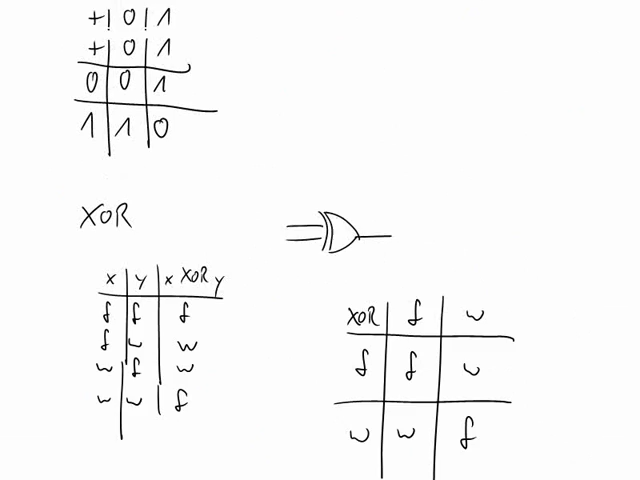 + 0 1
+ 0 1
0 0 1
1 1 0
XOR
x y x XOR y
f f f
f w w
w f w
w w f
XOR f w
f f w
w w f